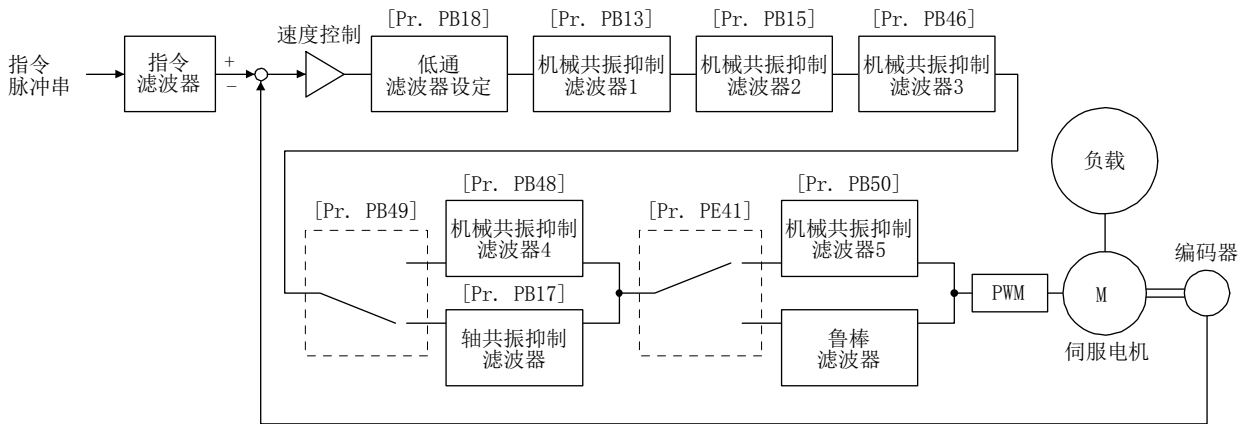 [Pr. PB18]
[Pr. PB13]
[Pr. PB15]
[Pr. PB46]
速度控制
指令
脉冲串
指令
滤波器
+
−
低通
滤波器设定
机械共振抑制
滤波器1
机械共振抑制
滤波器2
机械共振抑制
滤波器3
负载
[Pr. PB48]
[Pr. PB50]
[Pr. PB49]
[Pr. PE41]
机械共振抑制
滤波器4
机械共振抑制
滤波器5
编码器
[Pr. PB17]
PWM
M
轴共振抑制
滤波器
鲁棒
滤波器
伺服电机